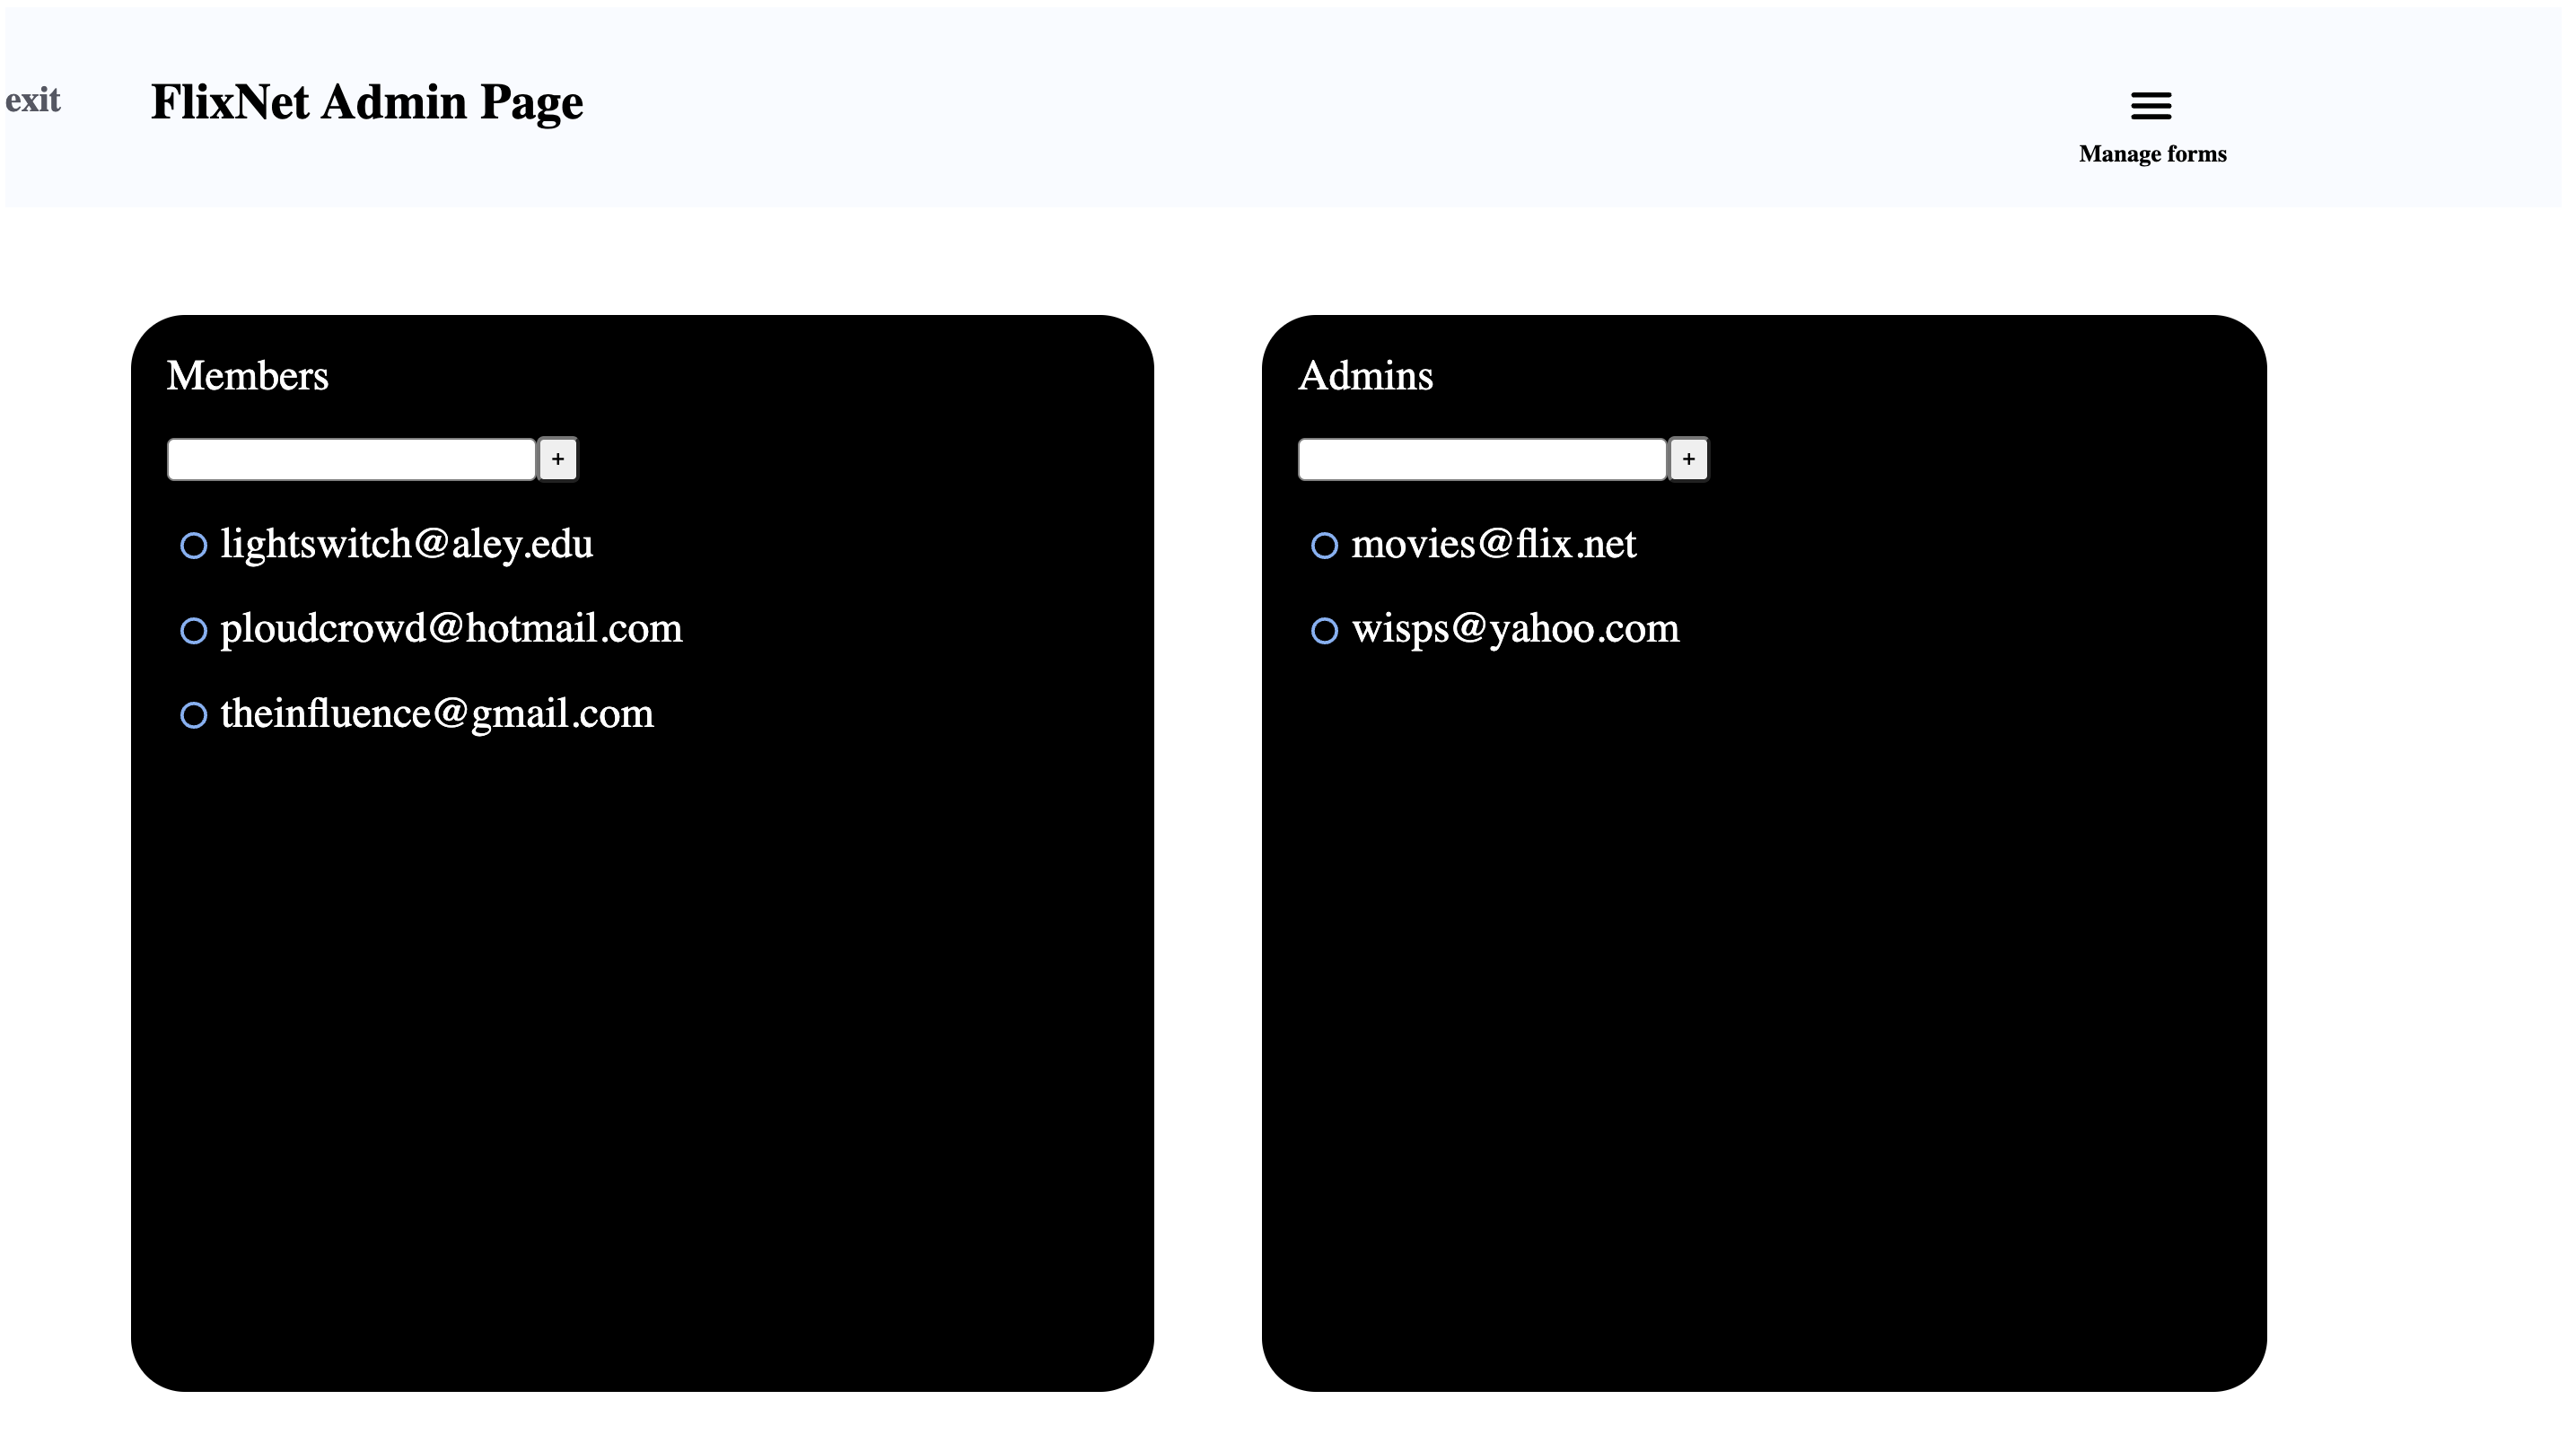 exit
FlixNet Admin Page
Manage forms
Members
+
lightswitch@aley.edu
ploudcrowd@hotmail.com
theinfluence@gmail.com
Admins
+
movies@flix.net
wisps@yahoo.com